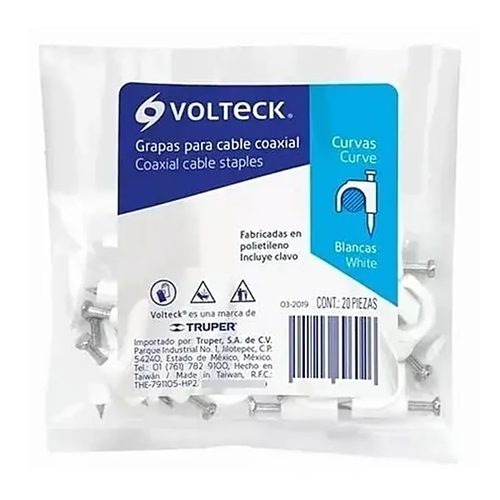 VOLTECK®
Grapas para cable coaxial
Coaxial cable staples
Curvas
Curve
Blancas
White
Fabricadas en
polietileno
Incluye clavo
Volteck® es una marca de
TRUPER®
03-2019
CONT.: 20 PIEZAS
Importado por: Truper, S.A. de C.V.
Parque Industrial No. 1, Jilotepec, C.P.
54240, Estado de México, México.
Tel.: 01 (761) 782 9100, Hecho en
Taiwán / Made in Taiwan, R.F.C.:
THE-791105-HP2.